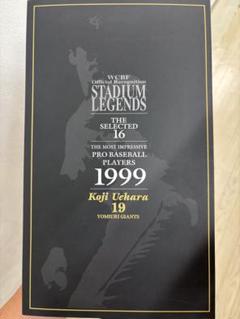 WCBF
Official Recognition
STADIUM
LEGENDS
THE
SELECTED
16
THE MOST IMPRESSIVE
PRO BASEBALL
PLAYERS
1999
Koji Uehara
19
YOMIURI GIANTS